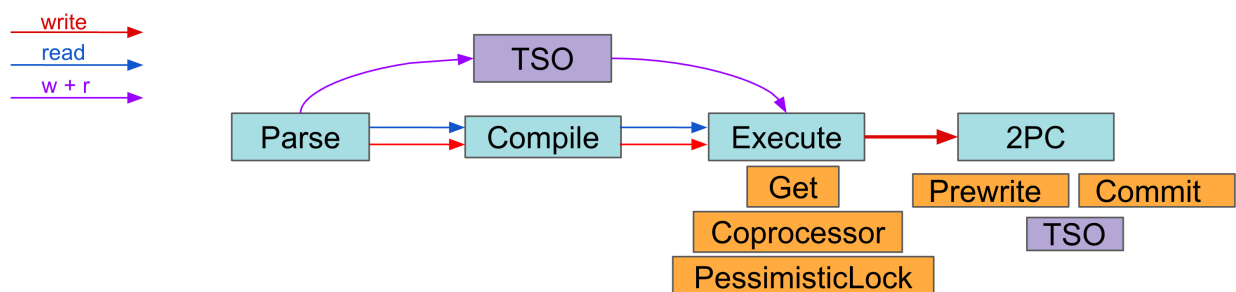 write
read
w + r
TSO
Parse
Compile
Execute
2PC
Get
Coprocessor
PessimisticLock
Prewrite
Commit
TSO